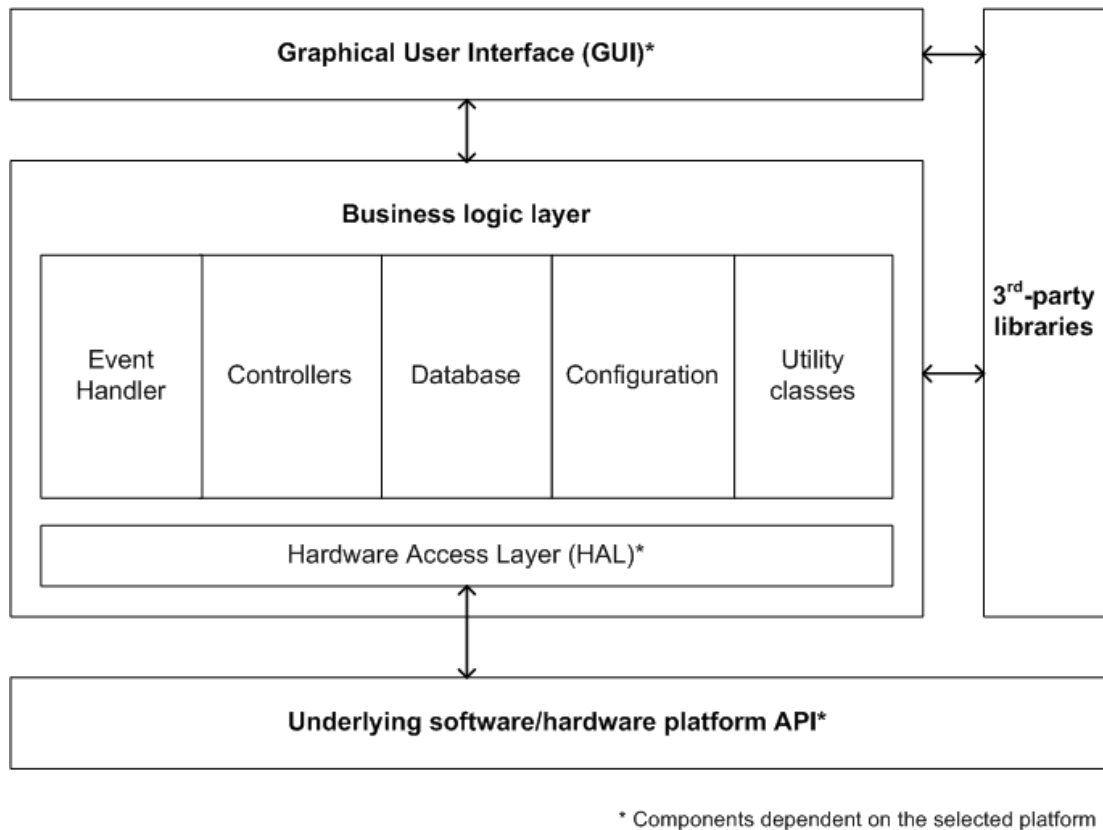 Graphical User Interface (GUI)*
Business logic layer
Event
Handler
Controllers
Database
Configuration
Utility
classes
3rd-party
libraries
Hardware Access Layer (HAL)*
Underlying software/hardware platform API*
* Components dependent on the selected platform